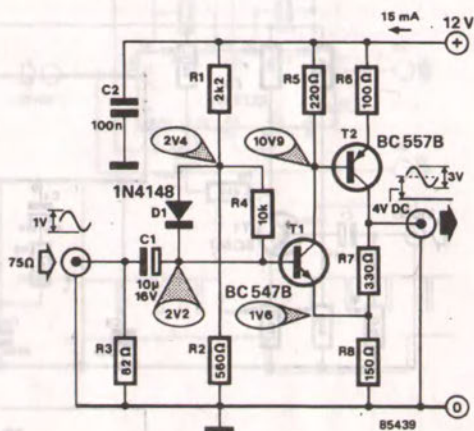 15 mA
12 V
+
C2
100n
R1
2k2
R5
220Ω
R6
100Ω
T2
BC 557B
2V4
10V9
3V
4V DC
1N4148
D1
R4
10k
T1
1V
75Ω
C1
10µ
16V
2V2
BC 547B
1V6
R7
330Ω
R3
82Ω
R2
560Ω
R8
150Ω
0
85439